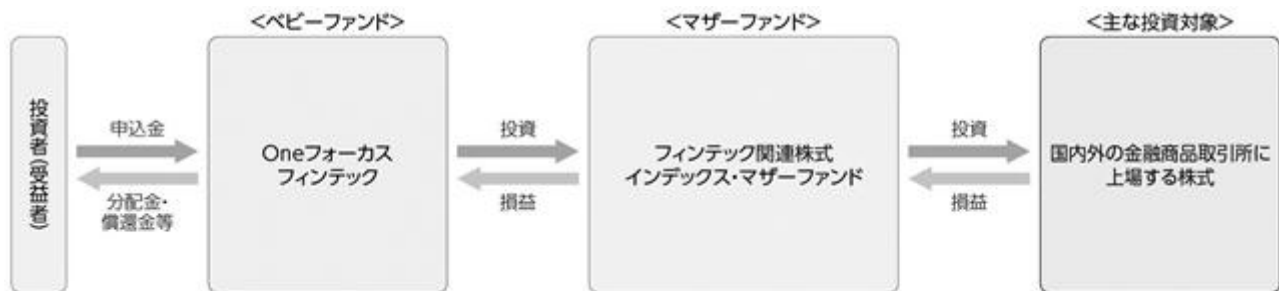 <ベビーファンド>
<マザーファンド>
<主な投資対象>
投資者(受益者)
申込金
分配金・
償還金等
Oneフォーカス
フィンテック
投資
損益
フィンテック関連株式
インデックス・マザーファンド
投資
損益
国内外の金融商品取引所に
上場する株式